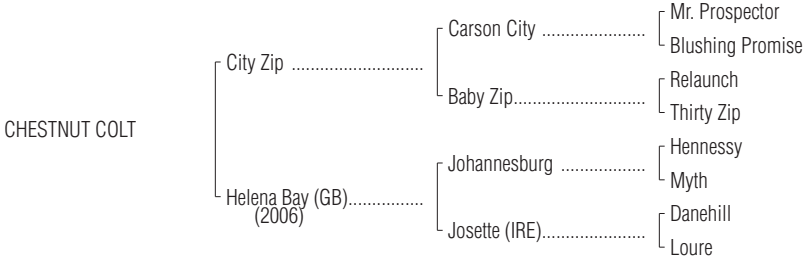 Mr. Prospector
Carson City ......................
Blushing Promise
City Zip ............................
Relaunch
Baby Zip............................
Thirty Zip
CHESTNUT COLT
Hennessy
Johannesburg ..................
Myth
Helena Bay (GB)................
(2006)
Danehill
Josette (IRE)......................
Loure